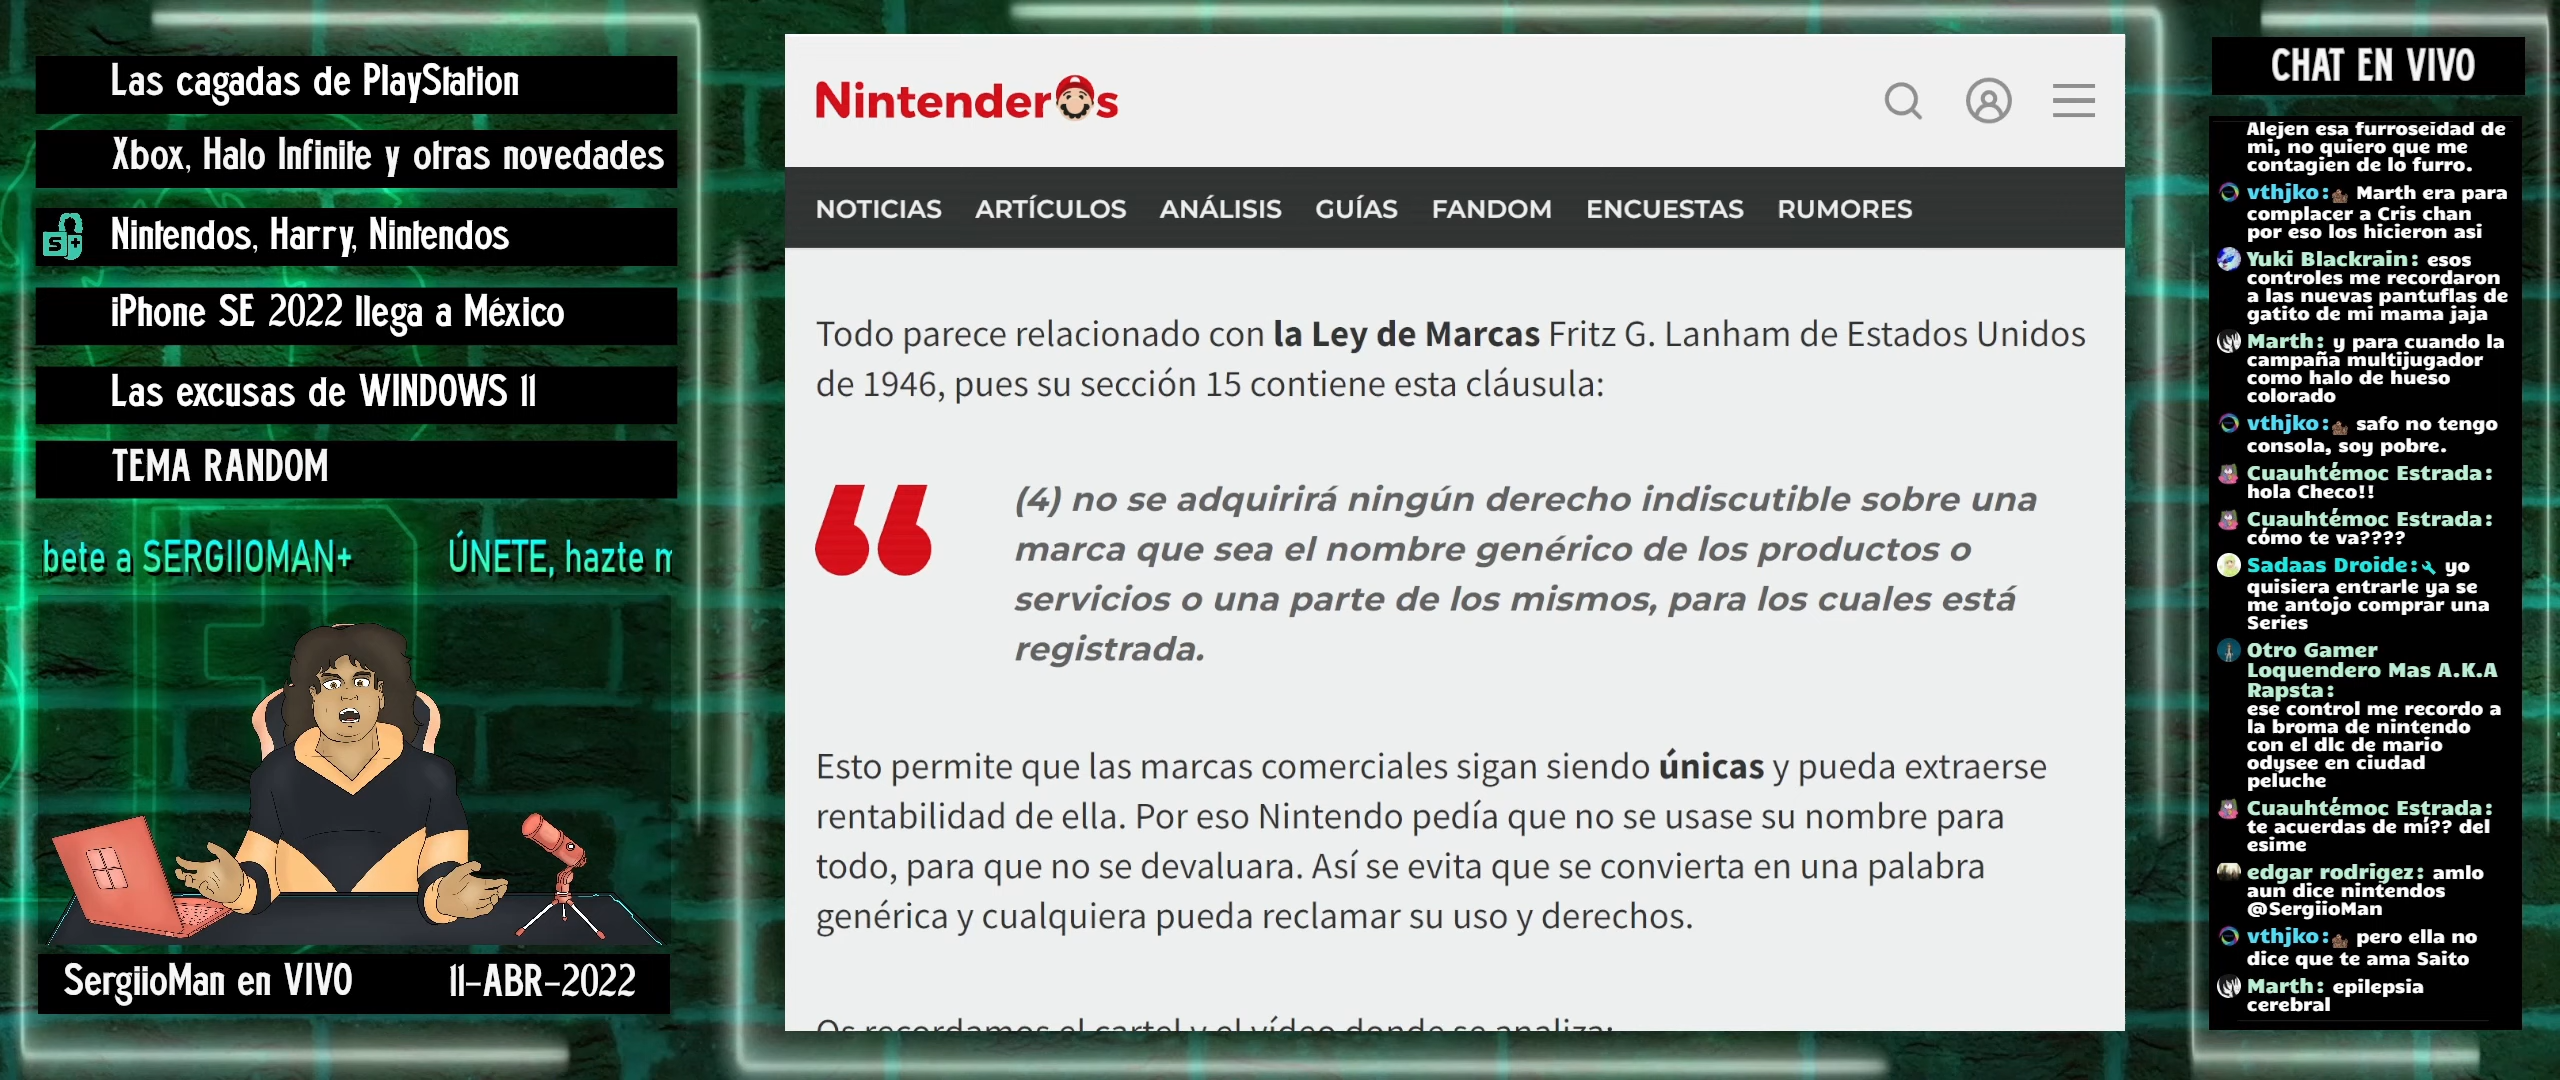 Las cagadas de PlayStation
Xbox, Halo Infinite y otras novedades
S+
Nintendos, Harry, Nintendos
iPhone SE 2022 llega a México
Las excusas de WINDOWS 11
TEMA RANDOM
bete a SERGIIOMAN+ ÚNETE, hazte m
SergiioMan en VIVO 11-ABR-2022
Nintenderos
NOTICIAS ARTÍCULOS ANÁLISIS GUÍAS FANDOM ENCUESTAS RUMORES
Todo parece relacionado con la Ley de Marcas Fritz G. Lanham de Estados Unidos
de 1946, pues su sección 15 contiene esta cláusula:
(4) no se adquirirá ningún derecho indiscutible sobre una
marca que sea el nombre genérico de los productos o
servicios o una parte de los mismos, para los cuales está
registrada.
Esto permite que las marcas comerciales sigan siendo únicas y pueda extraerse
rentabilidad de ella. Por eso Nintendo pedía que no se usase su nombre para
todo, para que no se devaluara. Así se evita que se convierta en una palabra
genérica y cualquiera pueda reclamar su uso y derechos.
Os recordamos el cartel y el vídeo donde se analiza:
CHAT EN VIVO
Alejen esa furroseidad de
mi, no quiero que me
contagien de lo furro.
vthjko: Marth era para
complacer a Cris chan
por eso los hicieron asi
Yuki Blackrain: esos
controles me recordaron
a las nuevas pantuflas de
gatito de mi mama jaja
Marth: y para cuando la
campaña multijugador
como halo de hueso
colorado
vthjko: safo no tengo
consola, soy pobre.
Cuauhtémoc Estrada:
hola Checo!!
Cuauhtémoc Estrada:
cómo te va????
Sadaas Droide: yo
quisiera entrarle ya se
me antojo comprar una
Series
Otro Gamer
Loquendero Mas A.K.A
Rapsta:
ese control me recordo a
la broma de nintendo
con el dlc de mario
odysee en ciudad
peluche
Cuauhtémoc Estrada:
te acuerdas de mí?? del
esime
edgar rodrigez: amlo
aun dice nintendos
@SergiioMan
vthjko: pero ella no
dice que te ama Saito
Marth: epilepsia
cerebral